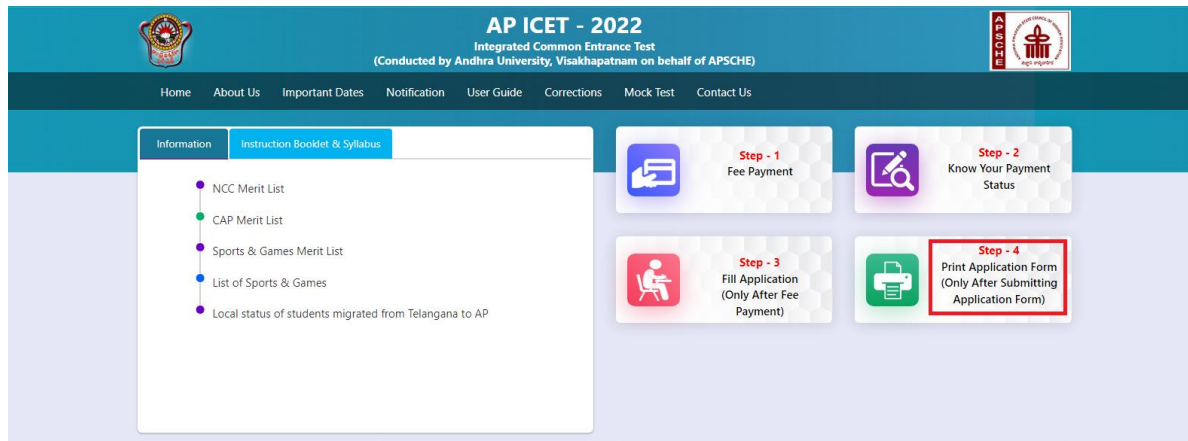 AP ICET - 2022
Integrated Common Entrance Test
(Conducted by Andhra University, Visakhapatnam on behalf of APSCHE)
APSCHE
Home About Us Important Dates Notification User Guide Corrections Mock Test Contact Us
Information Instruction Booklet & Syllabus
NCC Merit List
CAP Merit List
Sports & Games Merit List
List of Sports & Games
Local status of students migrated from Telangana to AP
Step - 1
Fee Payment
Step - 2
Know Your Payment
Status
Step - 3
Fill Application
(Only After Fee
Payment)
Step - 4
Print Application Form
(Only After Submitting
Application Form)